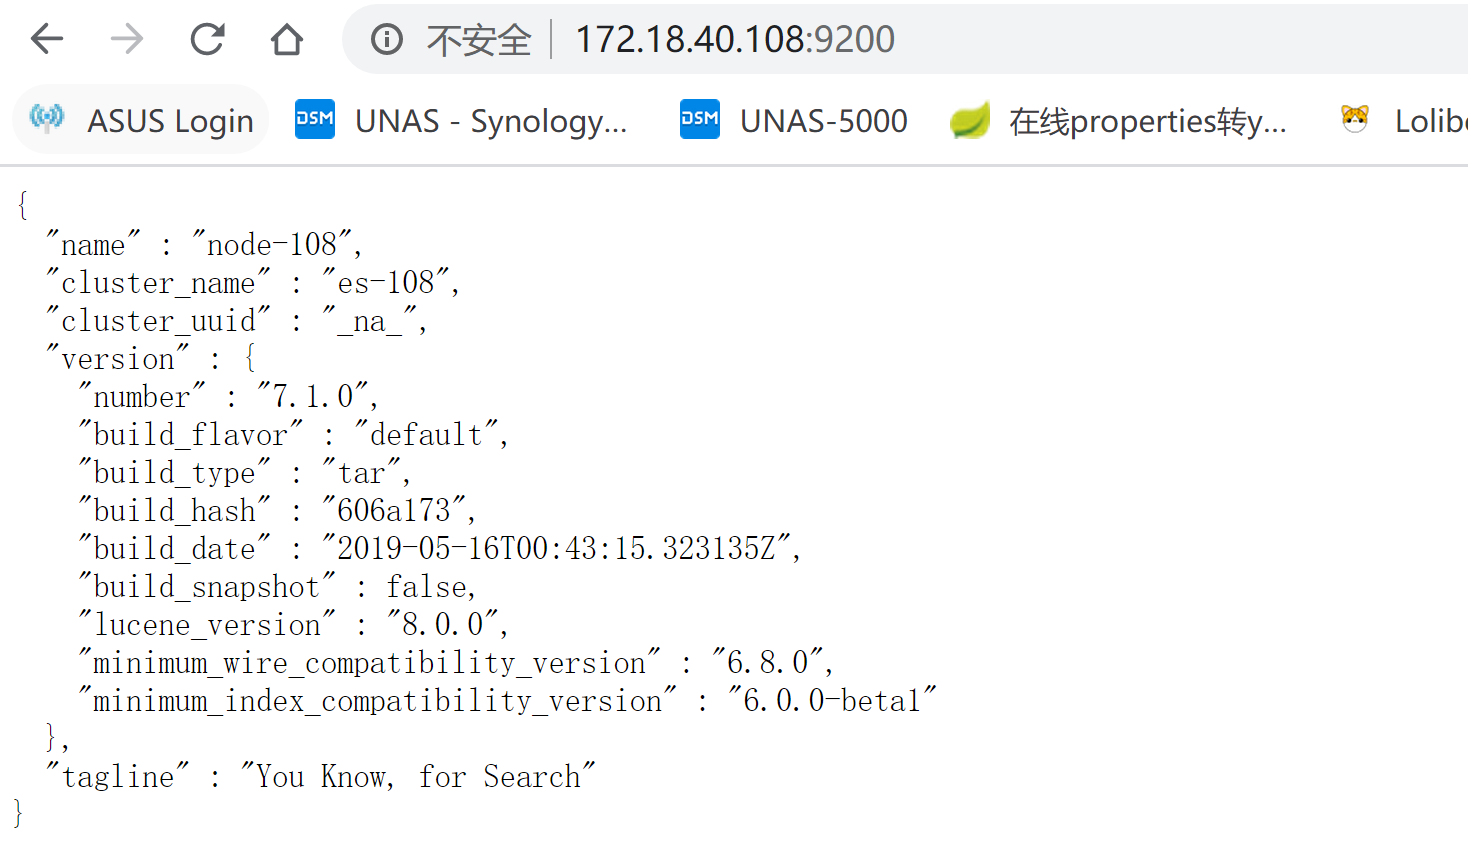 不安全 172.18.40.108:9200
ASUS Login DSM UNAS - Synology... DSM UNAS-5000 在线properties转y...
{
"name" : "node-108",
"cluster_name" : "es-108",
"cluster_uuid" : "_na_",
"version" : {
"number" : "7.1.0",
"build_flavor" : "default",
"build_type" : "tar",
"build_hash" : "606a173",
"build_date" : "2019-05-16T00:43:15.323135Z",
"build_snapshot" : false,
"lucene_version" : "8.0.0",
"minimum_wire_compatibility_version" : "6.8.0",
"minimum_index_compatibility_version" : "6.0.0-beta1"
},
"tagline" : "You Know, for Search"
}